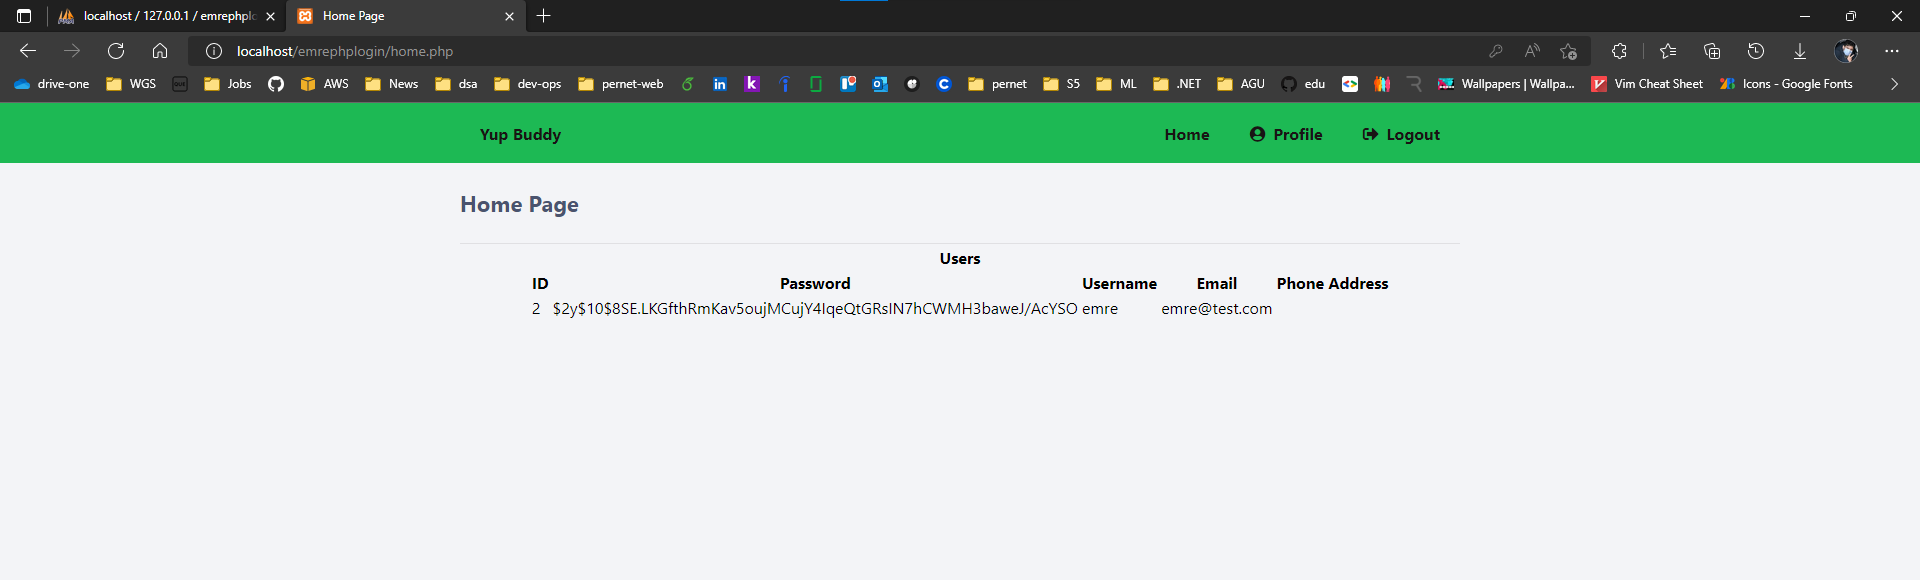 localhost / 127.0.0.1 / emrephplo
Home Page
localhost/emrephplogin/home.php
drive-one WGS Jobs AWS News dsa dev-ops pernet-web pernet S5 ML .NET AGU edu Wallpapers | Wallpa... Vim Cheat Sheet Icons - Google Fonts
Yup Buddy Home Profile Logout
Home Page
Users
ID Password Username Email Phone Address
2 $2y$10$8SE.LKGfthRmKav5oujMCujY4IqeQtGRsIN7hCWMH3baweJ/AcYSO emre emre@test.com